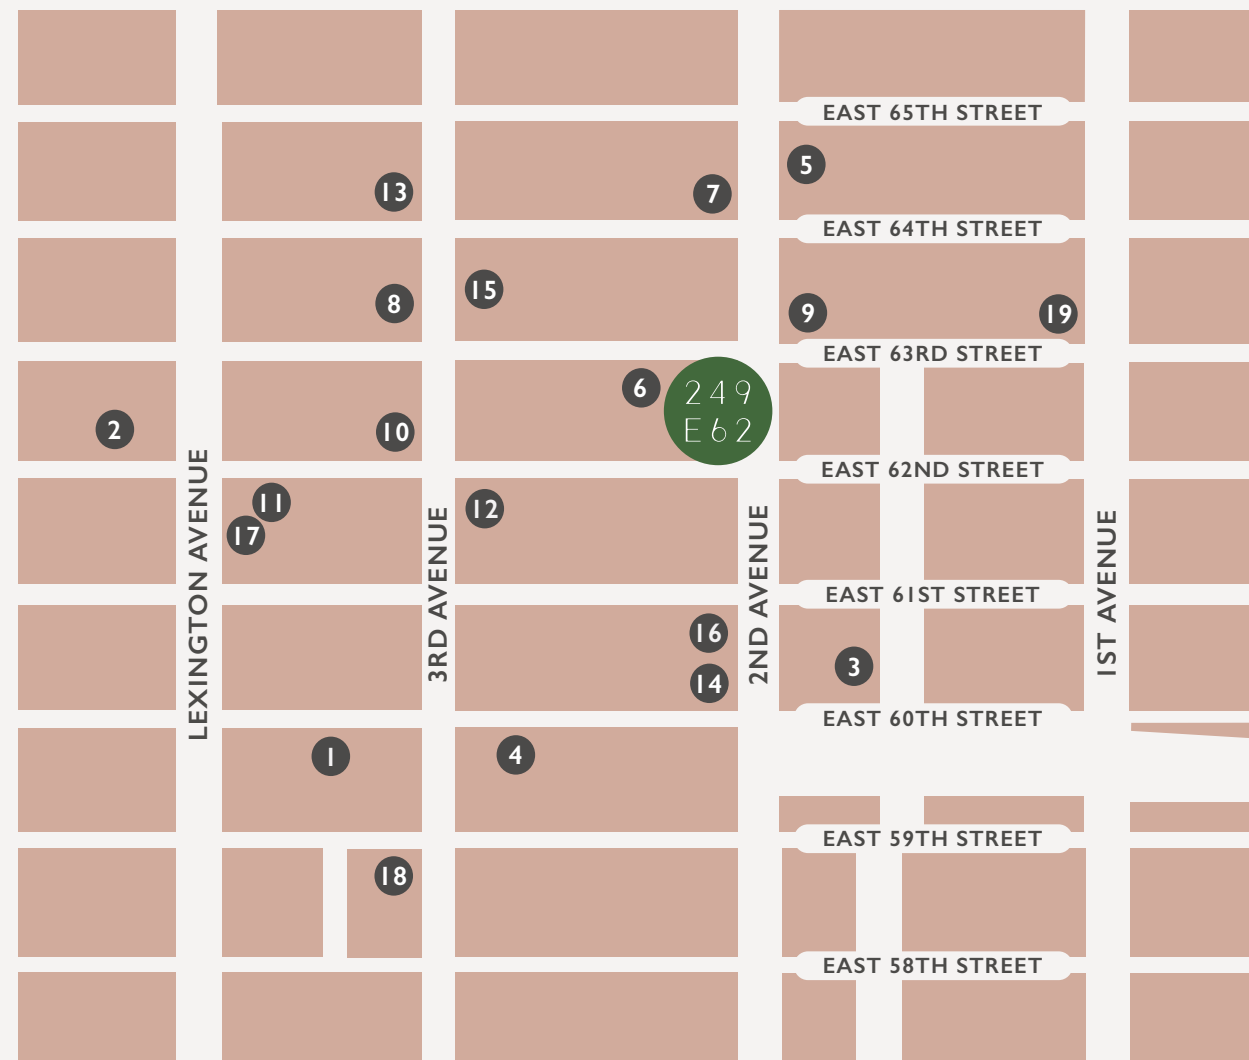 EAST 65TH STREET
5
13
7
EAST 64TH STREET
15
8
9
19
EAST 63RD STREET
6
249
E62
2
10
EAST 62ND STREET
11
12
17
LEXINGTON AVENUE
3RD AVENUE
2ND AVENUE
1ST AVENUE
EAST 61ST STREET
16
3
14
EAST 60TH STREET
1
4
EAST 59TH STREET
18
EAST 58TH STREET